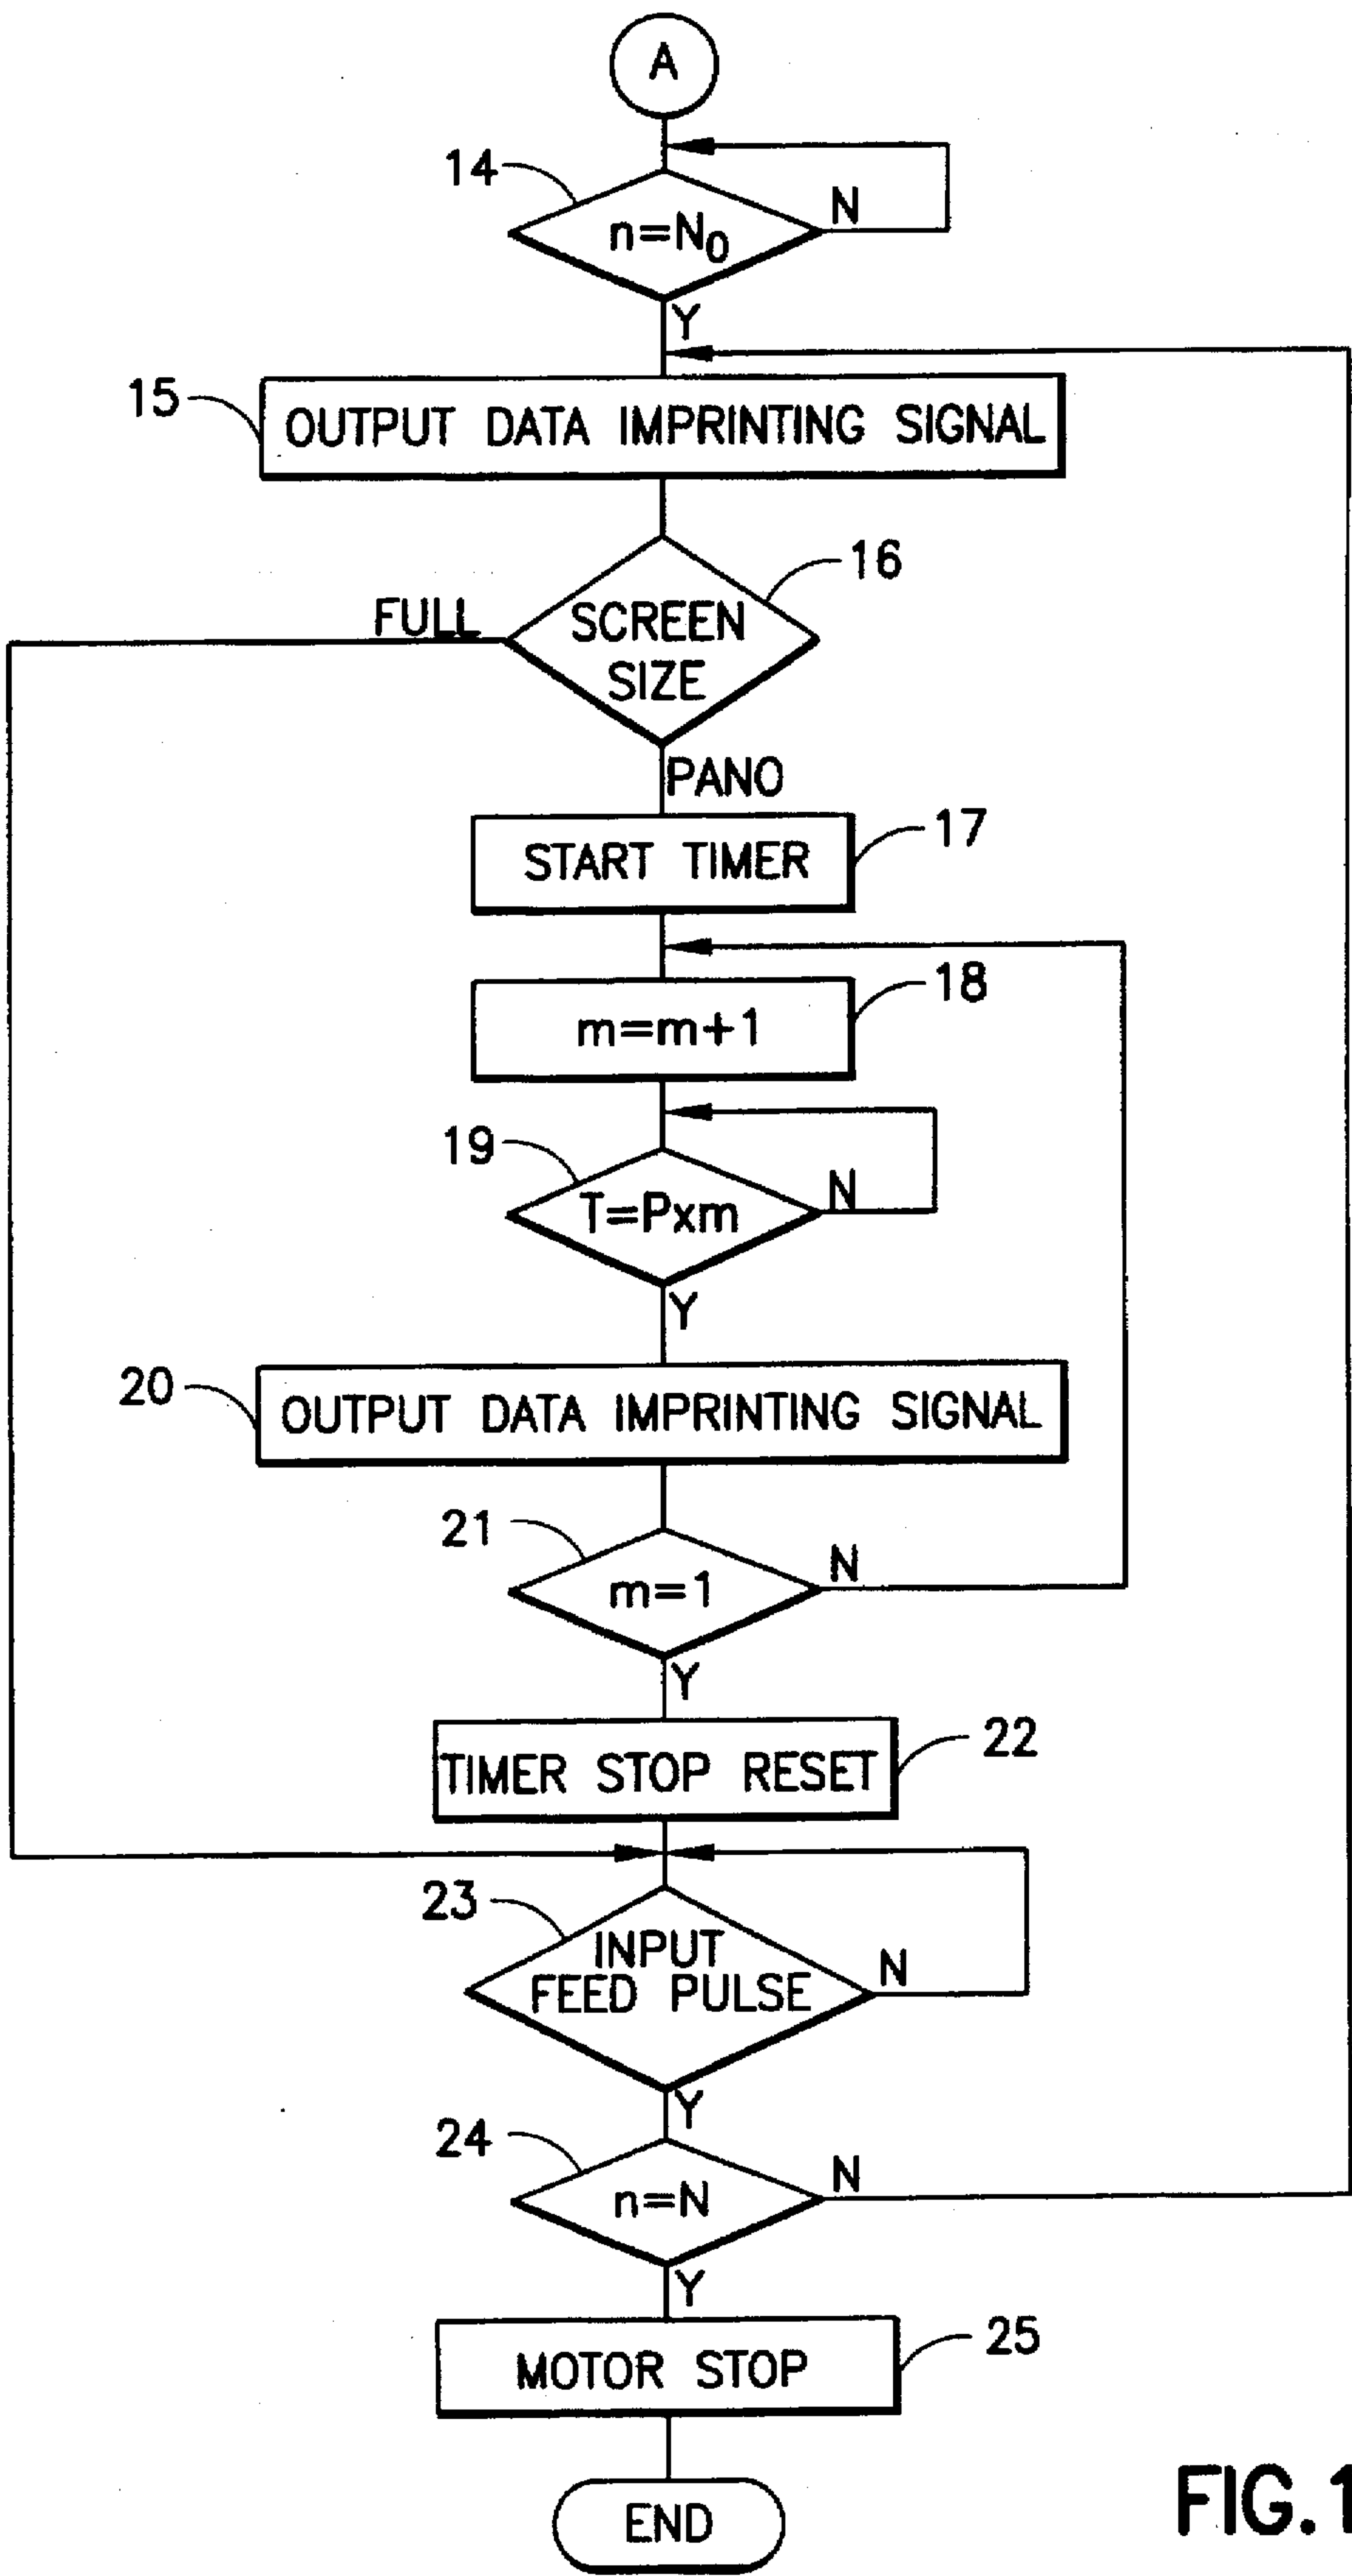 A
14
n=N₀
N
Y
15
OUTPUT DATA IMPRINTING SIGNAL
16
FULL
SCREEN
SIZE
PANO
17
START TIMER
18
m=m+1
19
T=Pxm
N
Y
20
OUTPUT DATA IMPRINTING SIGNAL
21
m=1
N
Y
22
TIMER STOP RESET
23
INPUT
FEED PULSE
N
Y
24
n=N
N
Y
25
MOTOR STOP
END
FIG.1